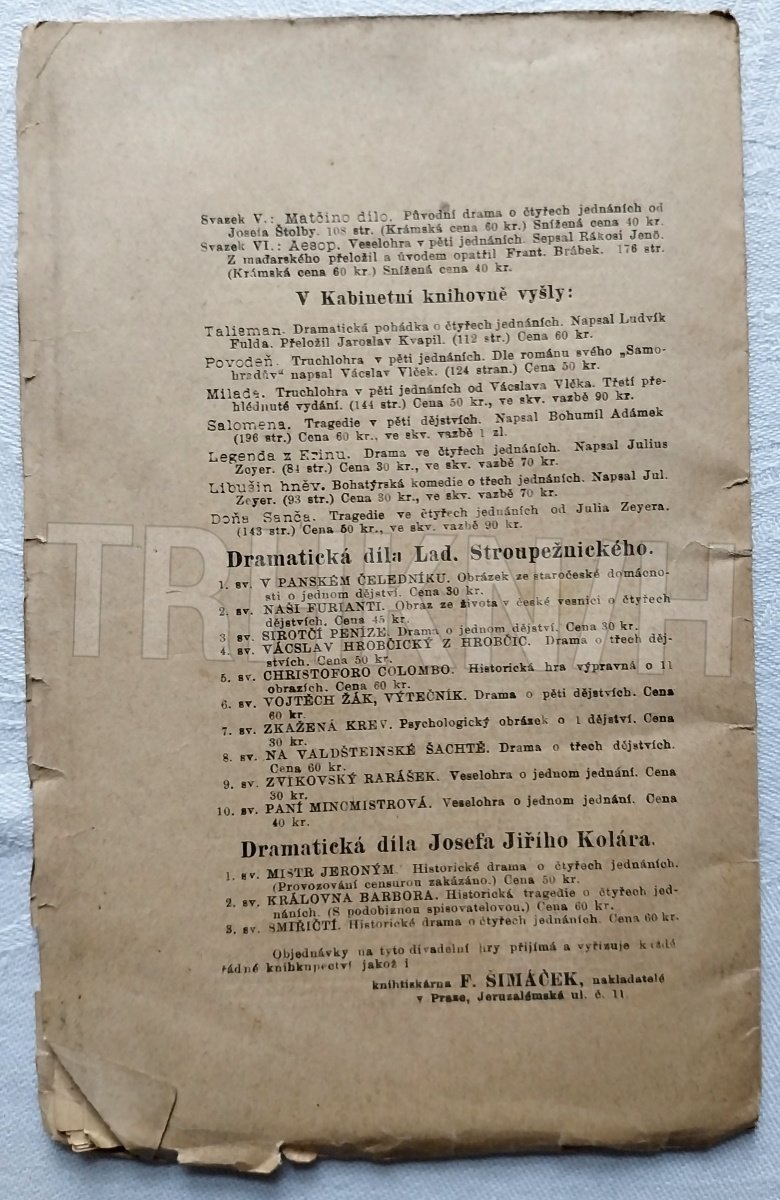 Svazek V.: Matčino dílo. Původní drama o čtyřech jednáních od
Josefa Štolby. 108 str. (Krámská cena 60 kr.) Snížená cena 40 kr.
Svazek VI.: Aesop. Veselohra v pěti jednáních. Sepsal Rákosi Jenö.
Z maďarského přeložil a úvodem opatřil Frant. Brábek. 176 str.
(Krámská cena 60 kr.) Snížená cena 40 kr.
V Kabinetní knihovně vyšly:
Talisman. Dramatická pohádka o čtyřech jednáních. Napsal Ludvík
Fulda. Přeložil Jaroslav Kvapil. (112 str.) Cena 60 kr.
Povodeň. Truchlohra v pěti jednáních. Dle románu svého „Samo-
hradův“ napsal Vácslav Vlček. (124 stran.) Cena 50 kr.
Milada. Truchlohra v pěti jednáních od Vácslava Vlčka. Třetí pře-
hlédnuté vydání. (144 str.) Cena 50 kr., ve skv. vazbě 90 kr.
Salomena. Tragedie v pěti dějstvích. Napsal Bohumil Adámek
(196 str.) Cena 60 kr., ve skv. vazbě 1 zl.
Legenda z Erinu. Drama ve čtyřech jednáních. Napsal Julius
Zeyer. (84 str.) Cena 30 kr., ve skv. vazbě 70 kr.
Libušin hněv. Bohatýrská komedie o třech jednáních. Napsal Jul.
Zeyer. (93 str.) Cena 30 kr., ve skv. vazbě 70 kr.
Doňa Sanča. Tragedie ve čtyřech jednáních od Julia Zeyera.
(143 str.) Cena 50 kr., ve skv. vazbě 90 kr.
Dramatická díla Lad. Stroupežnického.
1. sv. V PANSKÉM ČELEDNÍKU. Obrázek ze staročeské domácno-
sti o jednom dějství. Cena 30 kr.
2. sv. NAŠI FURIANTI. Obraz ze života v české vesnici o čtyřech
dějstvích. Cena 45 kr.
3 sv. SIROTČÍ PENÍZE. Drama o jednom dějství. Cena 30 kr.
4. sv. VÁCSLAV HROBČICKÝ Z HROBČIC. Drama o třech děj-
stvích. Cena 50 kr.
5. sv. CHRISTOFORO COLOMBO. Historická hra výpravná o 11
obrazích. Cena 60 kr.
6. sv. VOJTĚCH ŽÁK, VÝTEČNÍK. Drama o pěti dějstvích. Cena
60 kr.
7. sv. ZKAŽENÁ KREV. Psychologický obrázek o 1 dějství. Cena
30 kr.
8. sv. NA VALDŠTEINSKÉ ŠACHTĚ. Drama o třech dějstvích.
Cena 60 kr.
9. sv. ZVÍKOVSKÝ RARÁŠEK. Veselohra o jednom jednání. Cena
30 kr.
10. sv. PANÍ MINCMISTROVÁ. Veselohra o jednom jednání. Cena
40 kr.
Dramatická díla Josefa Jiřího Kolára.
1. sv. MISTR JERONÝM. Historické drama o čtyřech jednáních.
(Provozování censurou zakázáno.) Cena 50 kr.
2. sv. KRÁLOVNA BARBORA. Historická tragedie o čtyřech jed-
náních. (S podobiznou spisovatelovou.) Cena 60 kr.
3. sv. SMIŘIČTÍ. Historické drama o čtyřech jednáních. Cena 60 kr.
Objednávky na tyto divadelní hry přijímá a vyřizuje každé
řádné knihkupectví jakož i
knihtiskárna F. ŠIMÁČEK, nakladatelé
v Praze, Jeruzalémská ul. č. 11.